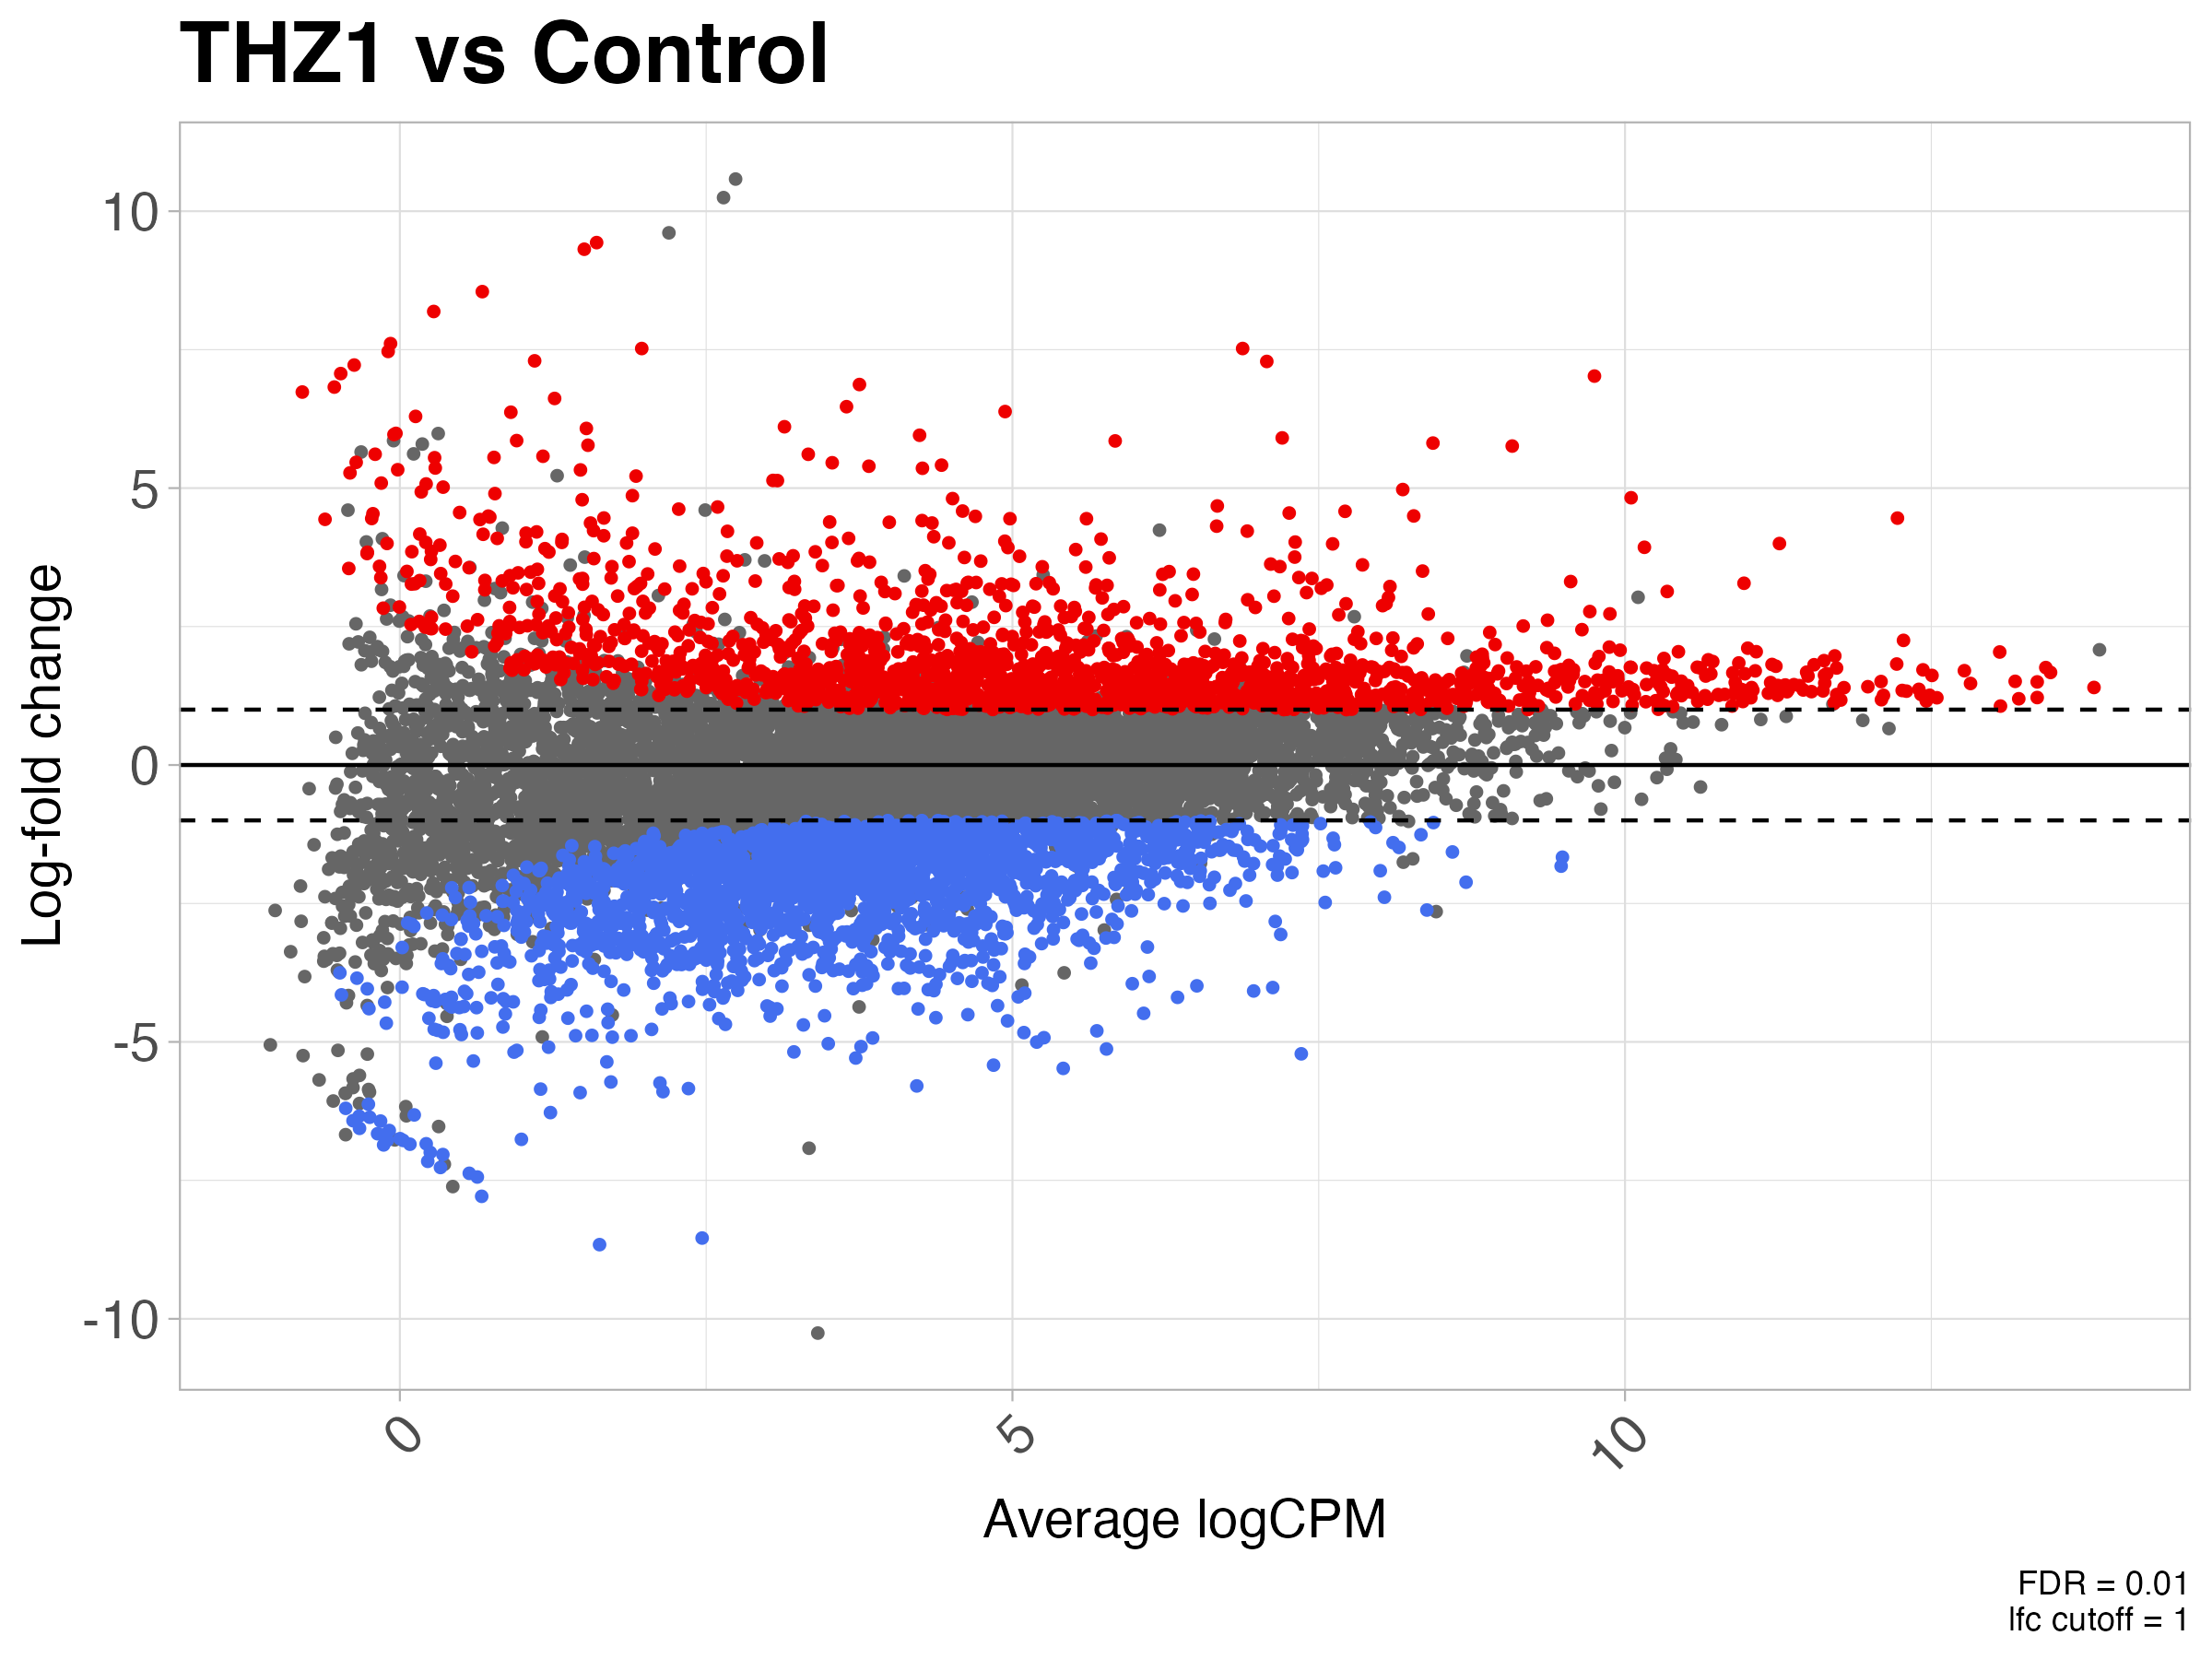 THZ1 vs Control
Log-fold change
10
5
0
-5
-10
0
5
10
Average logCPM
FDR = 0.01
lfc cutoff = 1